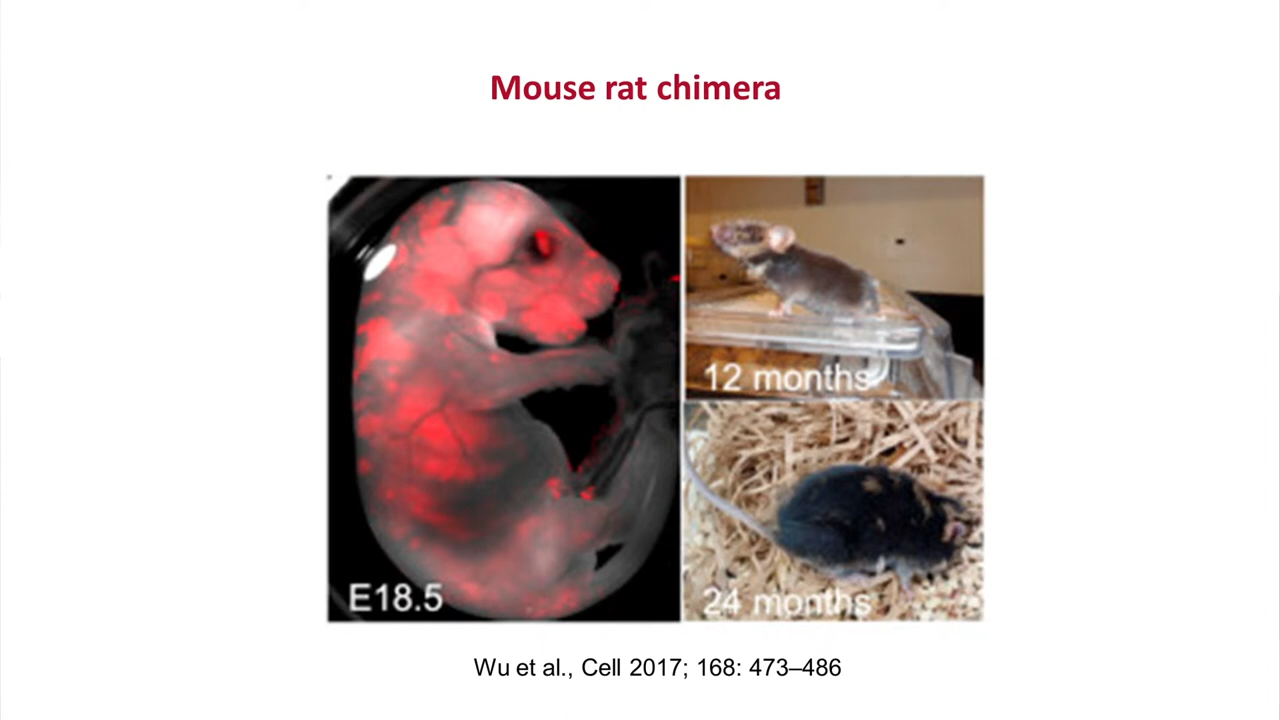 Mouse rat chimera
12 months
E18.5
24 months
Wu et al., Cell 2017; 168: 473–486